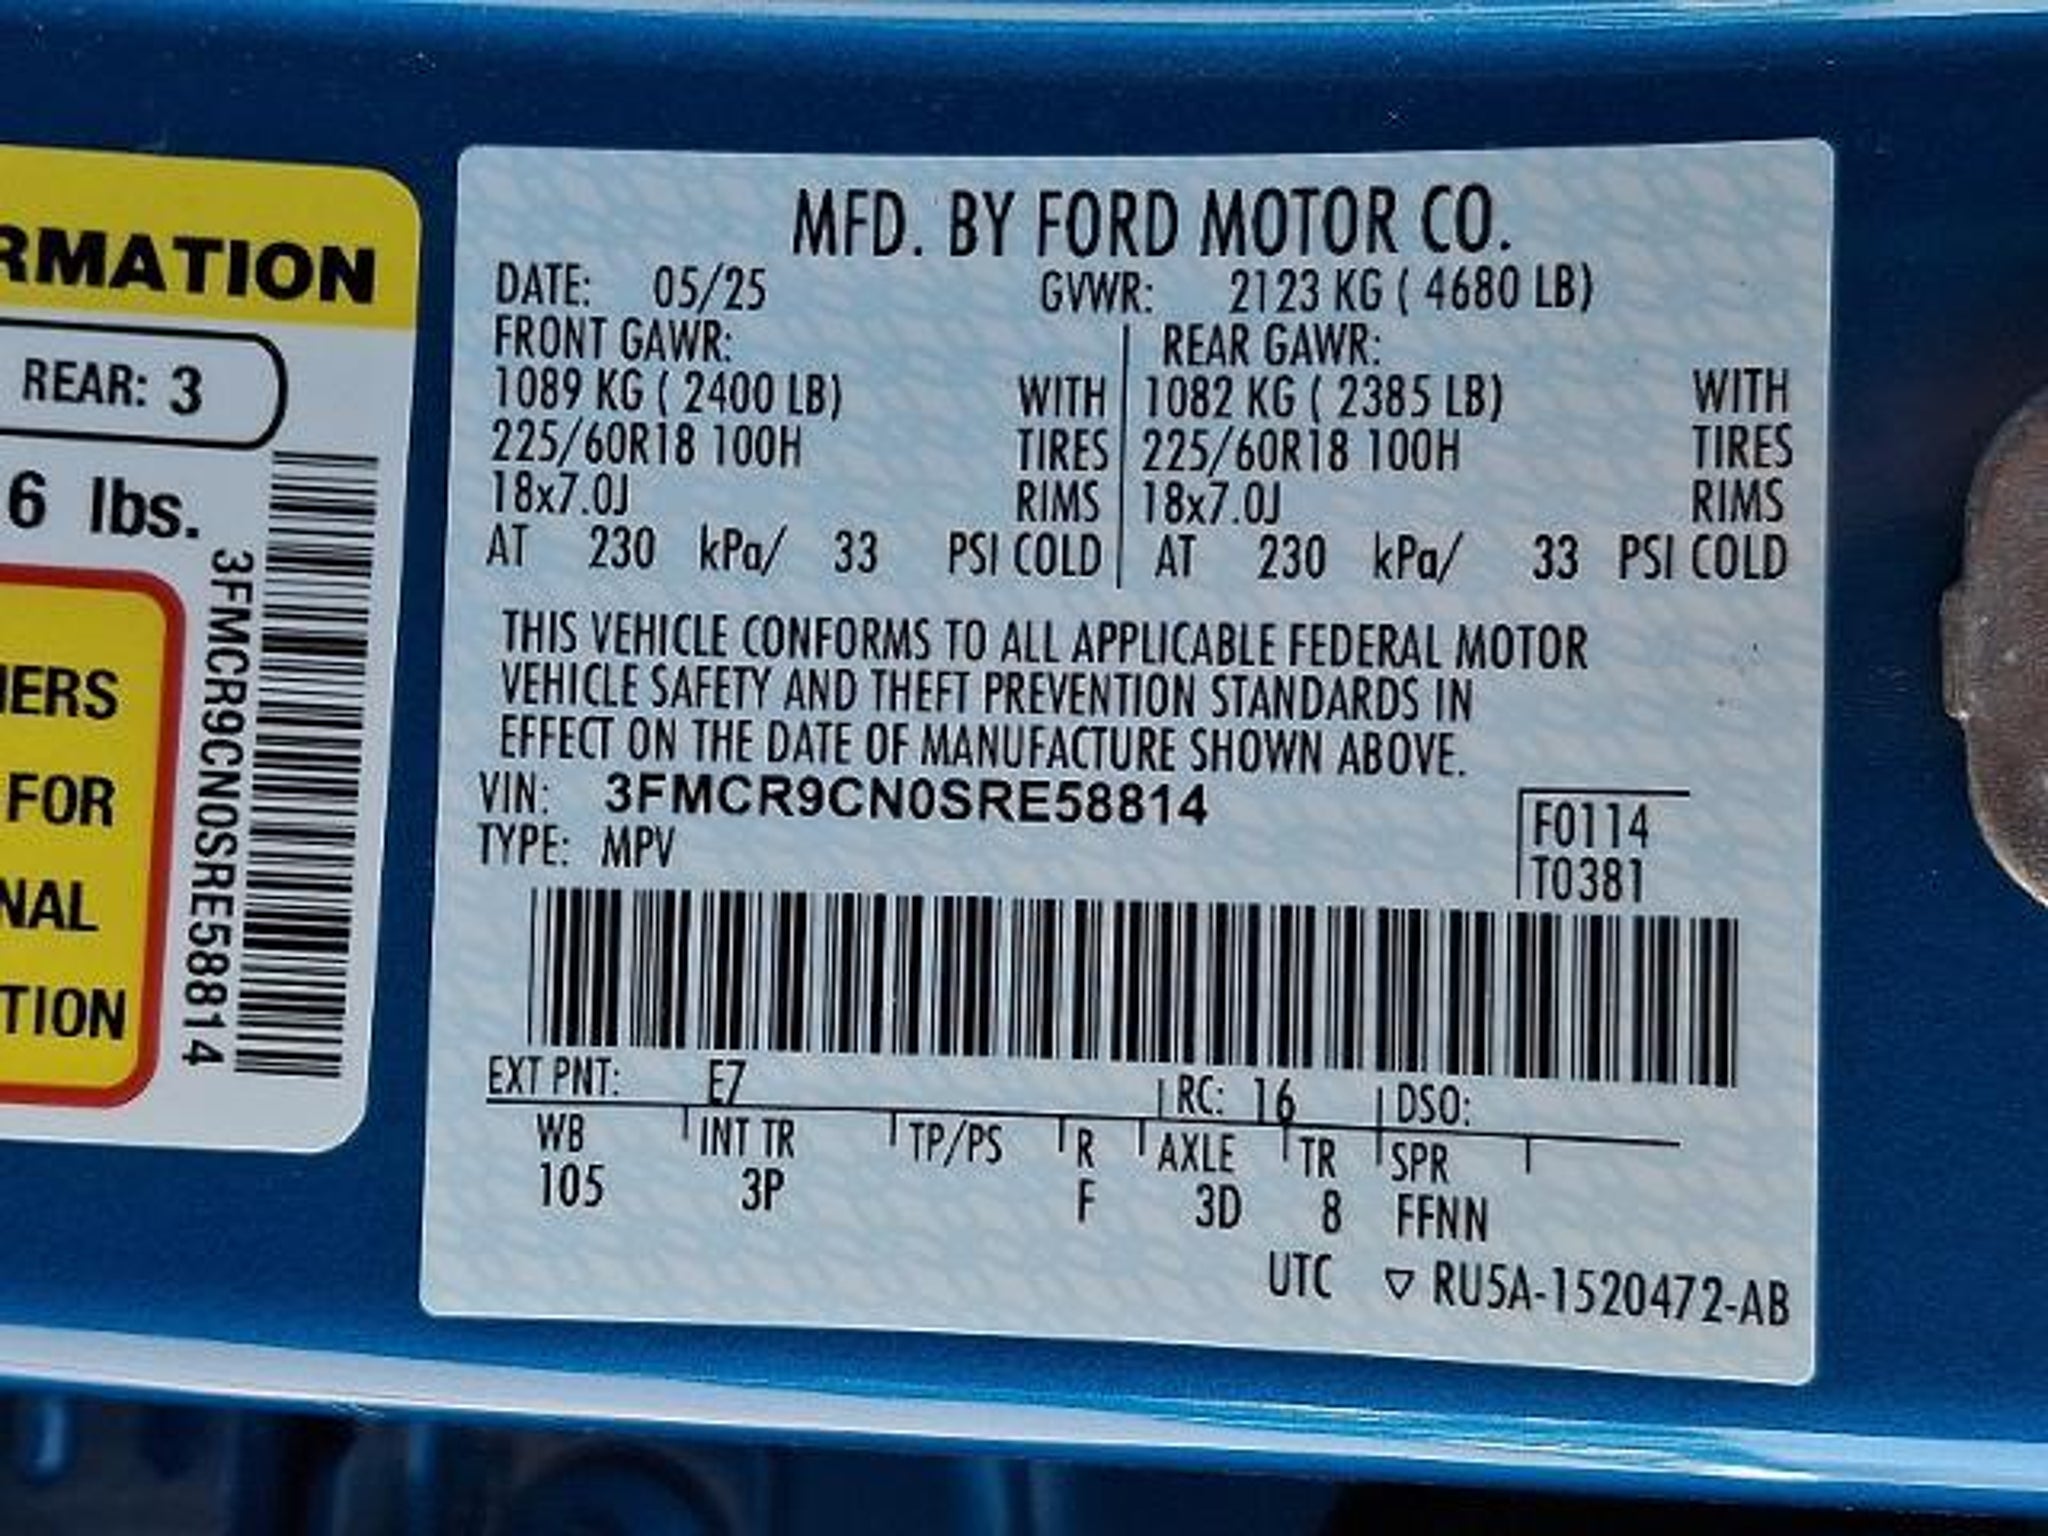 RMATION
REAR: 3
6 lbs.
3FMCR9CN0SRE58814
IERS
FOR
NAL
TION
MFD. BY FORD MOTOR CO.
DATE: 05/25 GVWR: 2123 KG ( 4680 LB)
FRONT GAWR: REAR GAWR:
1089 KG ( 2400 LB) WITH 1082 KG ( 2385 LB) WITH
225/60R18 100H TIRES 225/60R18 100H TIRES
18x7.0J RIMS 18x7.0J RIMS
AT 230 kPa/ 33 PSI COLD AT 230 kPa/ 33 PSI COLD
THIS VEHICLE CONFORMS TO ALL APPLICABLE FEDERAL MOTOR
VEHICLE SAFETY AND THEFT PREVENTION STANDARDS IN
EFFECT ON THE DATE OF MANUFACTURE SHOWN ABOVE.
VIN: 3FMCR9CN0SRE58814
TYPE: MPV
F0114
T0381
EXT PNT: E7 RC: 16 DSO:
WB INT TR TP/PS R AXLE TR SPR
105 3P F 3D 8 FFNN
UTC ▽ RU5A-1520472-AB